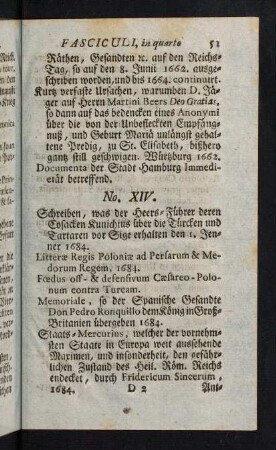 FASCICULI, in quarto 51
Räthen, Gesandten ꝛc. auf den Reichs-
Tag, so auf den 8. Junii 1662. ausge-
schrieben worden, und bis 1664. continuirt.
Kurtz verfaste Ursachen, warumben D. Jä-
ger auf Herrn Martini Beers Deo Gratias,
so dann auf das bedencken eines Anonymi
über die von der Unbefleckten Empfäng-
nuß, und Geburt Mariä unlängst gehal-
tene Predig, zu St. Elisabeth, bißhero
gantz still geschwigen. Würtzburg 1662.
Documenta der Stadt Hamburg Immedi-
etät betreffend.
No. XIV.
Schreiben, was der Heers-Führer deren
Cosacken Kunichius über die Türcken und
Tartaren vor Sige erhalten den 1. Jen-
ner 1684.
Litteræ Regis Poloniæ ad Persarum & Me-
dorum Regem. 1684.
Fœdus off- & defensivum Cæsareo-Polo-
num contra Turcam.
Memoriale, so der Spanische Gesandte
Don Pedro Ronquillo dem König in Groß-
Britanien übergeben 1684.
Staats-Mercurius, welcher der vornehm-
sten Staate in Europa weit aussehende
Maximen, und insonderheit, den gefähr-
lichen Zustand des Heil. Röm. Reichs
endecket, durch Fridericum Sincerum,
1684. D 2 Ant-